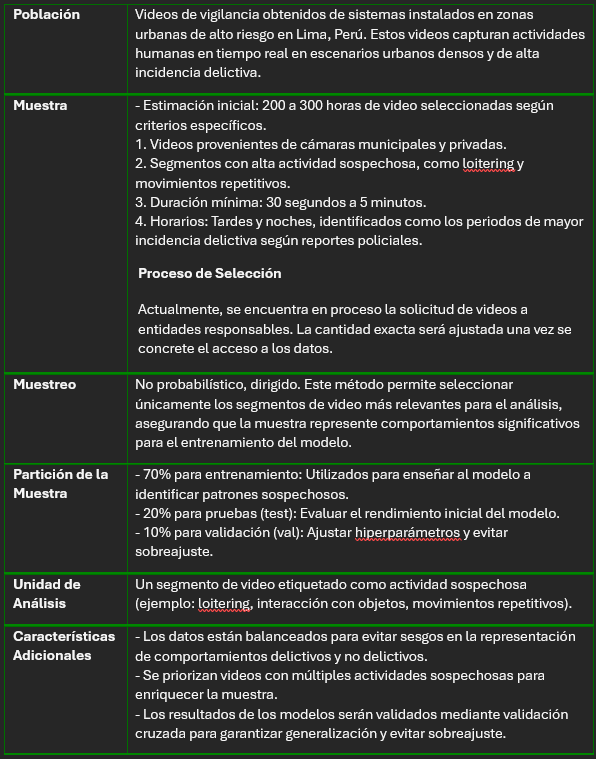 Población
Videos de vigilancia obtenidos de sistemas instalados en zonas
urbanas de alto riesgo en Lima, Perú. Estos videos capturan actividades
humanas en tiempo real en escenarios urbanos densos y de alta
incidencia delictiva.
Muestra
- Estimación inicial: 200 a 300 horas de video seleccionadas según
criterios específicos.
1. Videos provenientes de cámaras municipales y privadas.
2. Segmentos con alta actividad sospechosa, como loitering y
movimientos repetitivos.
3. Duración mínima: 30 segundos a 5 minutos.
4. Horarios: Tardes y noches, identificados como los periodos de mayor
incidencia delictiva según reportes policiales.
Proceso de Selección
Actualmente, se encuentra en proceso la solicitud de videos a
entidades responsables. La cantidad exacta será ajustada una vez se
concrete el acceso a los datos.
Muestreo
No probabilístico, dirigido. Este método permite seleccionar
únicamente los segmentos de video más relevantes para el análisis,
asegurando que la muestra represente comportamientos significativos
para el entrenamiento del modelo.
Partición de la
Muestra
- 70% para entrenamiento: Utilizados para enseñar al modelo a
identificar patrones sospechosos.
- 20% para pruebas (test): Evaluar el rendimiento inicial del modelo.
- 10% para validación (val): Ajustar hiperparámetros y evitar
sobreajuste.
Unidad de
Análisis
Un segmento de video etiquetado como actividad sospechosa
(ejemplo: loitering, interacción con objetos, movimientos repetitivos).
Características
Adicionales
- Los datos están balanceados para evitar sesgos en la representación
de comportamientos delictivos y no delictivos.
- Se priorizan videos con múltiples actividades sospechosas para
enriquecer la muestra.
- Los resultados de los modelos serán validados mediante validación
cruzada para garantizar generalización y evitar sobreajuste.